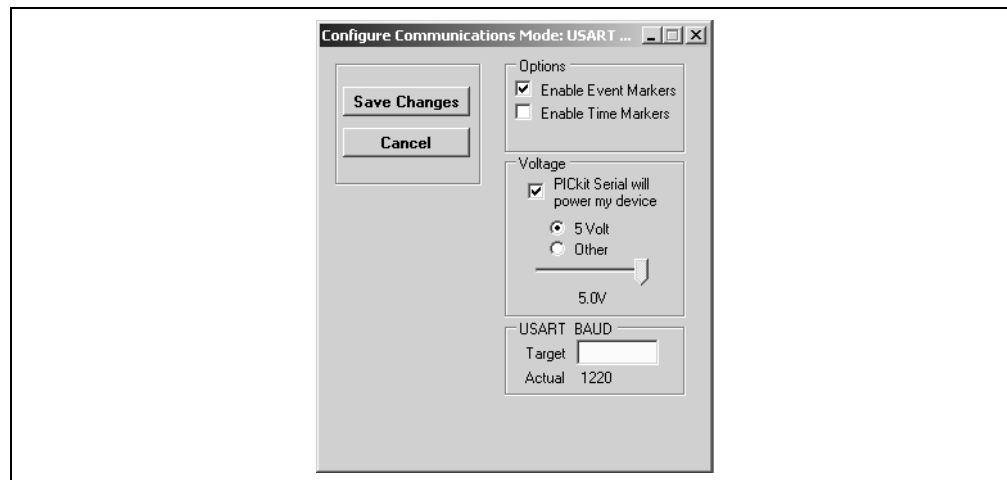 Configure Communications Mode: USART ...
Save Changes
Cancel
Options
Enable Event Markers
Enable Time Markers
Voltage
PICkit Serial will
power my device
5 Volt
Other
5.0V
USART BAUD
Target
Actual 1220